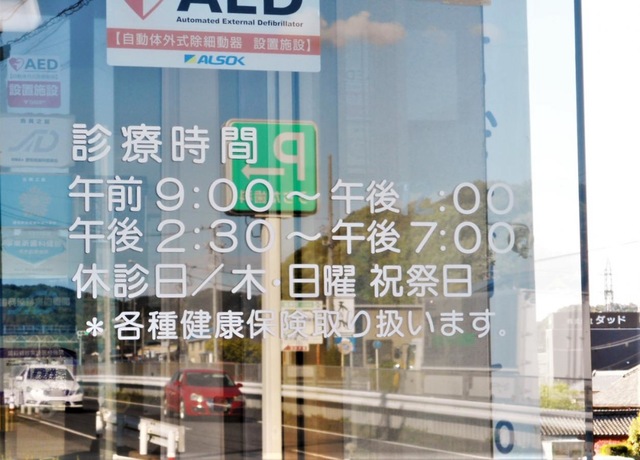 AED
Automated External Defibrillator
【自動体外式除細動器 設置施設】
ALSOK
AED
設置施設
診療時間
午前 9:00～午後 :00
午後 2:30～午後 7:00
休診日／木・日曜 祝祭日
＊各種健康保険取り扱います。
P
ダッド